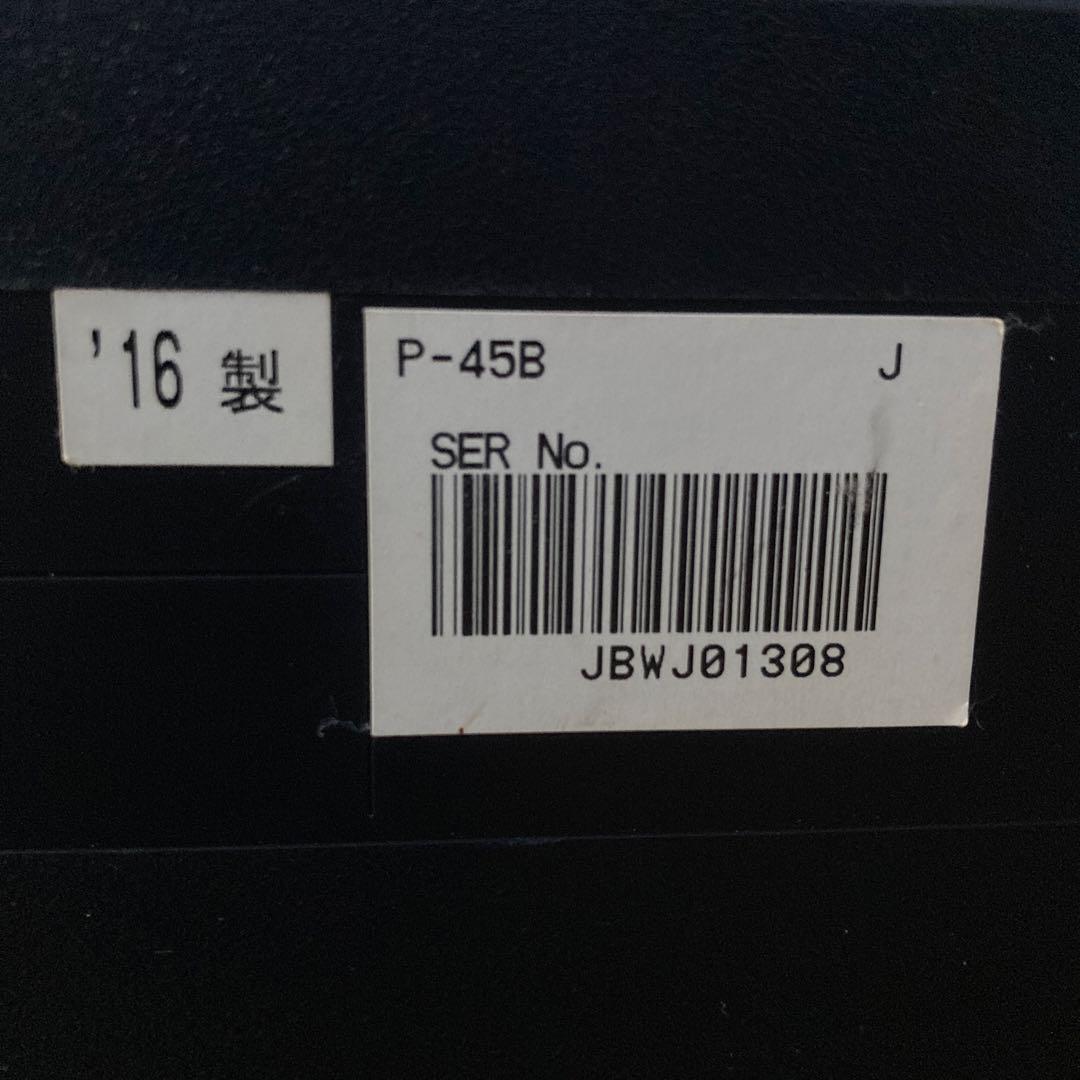 '16 製
P-45B J
SER No.
JBWJ01308